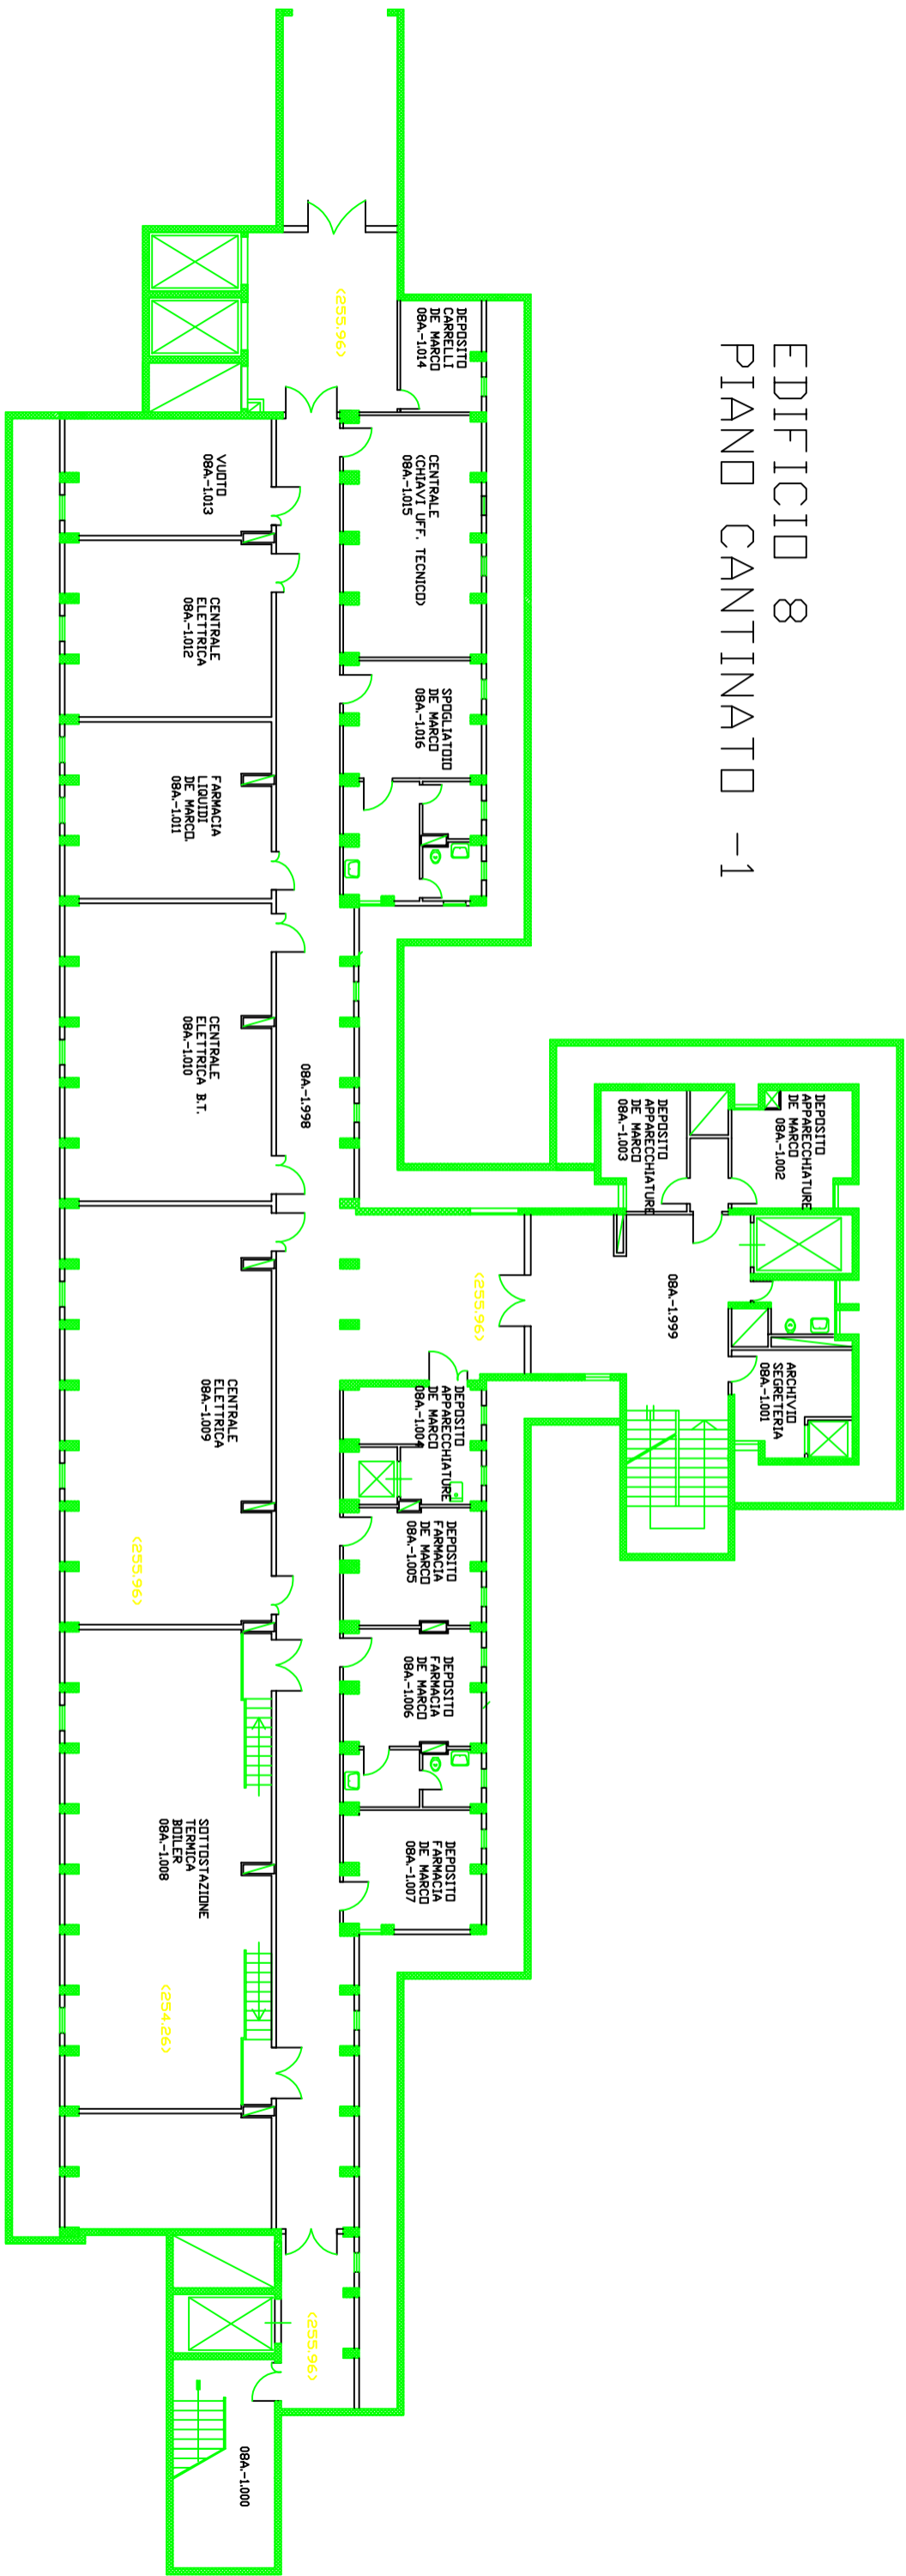 EDIFICIO 8
PIANO CANTINATO -1
DEPOSITO
APPARECCHIATURE
DE MARCO
08A.-1.002
DEPOSITO
APPARECCHIATURE
DE MARCO
08A.-1.003
08A.-1.999
ARCHIVIO
SEGRETERIA
08A.-1.001
(255.96)
DEPOSITO
CARRELLI
DE MARCO
08A.-1.014
CENTRALE
(CHIAVI UFF. TECNICO)
08A.-1.015
SPOGLIATOIO
DE MARCO
08A.-1.016
(255.96)
DEPOSITO
APPARECCHIATURE
DE MARCO
08A.-1.004
DEPOSITO
FARMACIA
DE MARCO
08A.-1.005
DEPOSITO
FARMACIA
DE MARCO
08A.-1.006
DEPOSITO
FARMACIA
DE MARCO
08A.-1.007
08A.-1.998
(255.96)
VUOTO
08A.-1.013
CENTRALE
ELETTRICA
08A.-1.012
FARMACIA
LIQUIDI
DE MARCO.
08A.-1.011
CENTRALE
ELETTRICA B.T.
08A.-1.010
CENTRALE
ELETTRICA
08A.-1.009
(255.96)
SOTTOSTAZIONE
TERMICA
BOILER
08A.-1.008
(254.26)
08A.-1.000